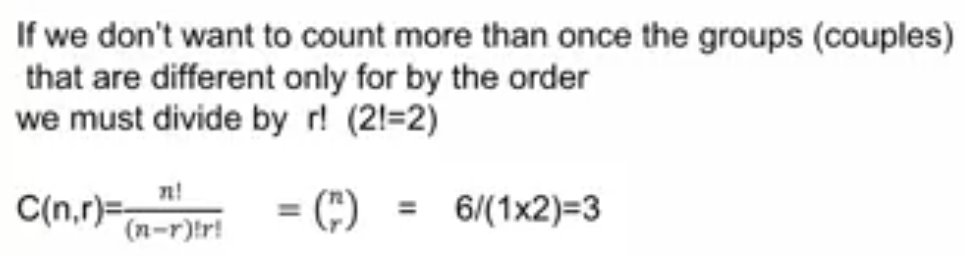 If we don't want to count more than once the groups (couples)
that are different only for by the order
we must divide by r! (2!=2)
C(n,r)=n!/(n−r)!r! = (n r) = 6/(1x2)=3